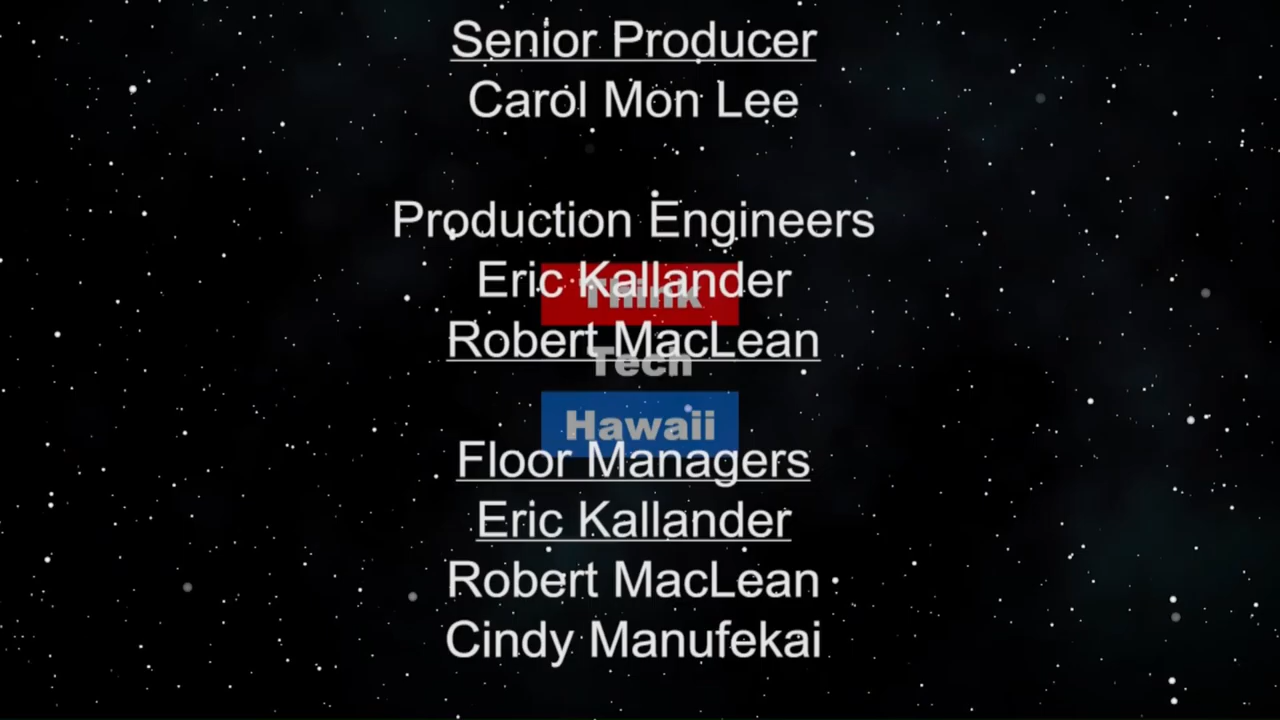 Senior Producer
Carol Mon Lee
Production Engineers
Eric Kallander
Think
Robert MacLean
Tech
Hawaii
Floor Managers
Eric Kallander
Robert MacLean
Cindy Manufekai